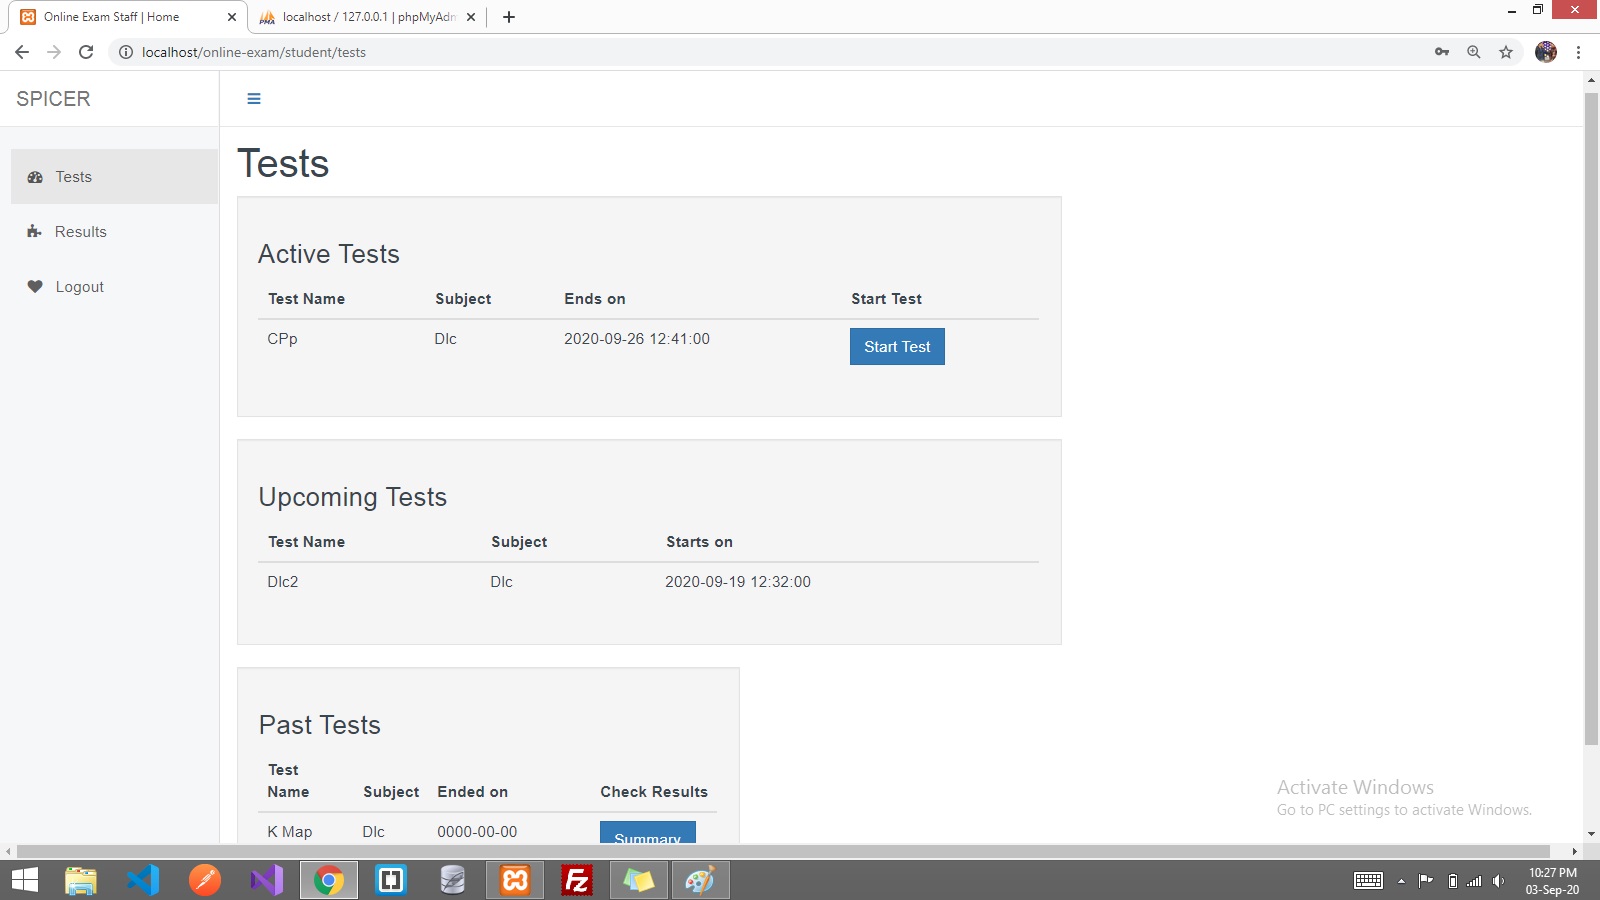 Online Exam Staff | Home
localhost / 127.0.0.1 | phpMyAdm
localhost/online-exam/student/tests
SPICER
Tests
Results
Logout
Tests
Active Tests
Test Name Subject Ends on Start Test
CPp Dlc 2020-09-26 12:41:00 Start Test
Upcoming Tests
Test Name Subject Starts on
Dlc2 Dlc 2020-09-19 12:32:00
Past Tests
Test
Name Subject Ended on Check Results
K Map Dlc 0000-00-00 Summary
Activate Windows
Go to PC settings to activate Windows.
10:27 PM
03-Sep-20